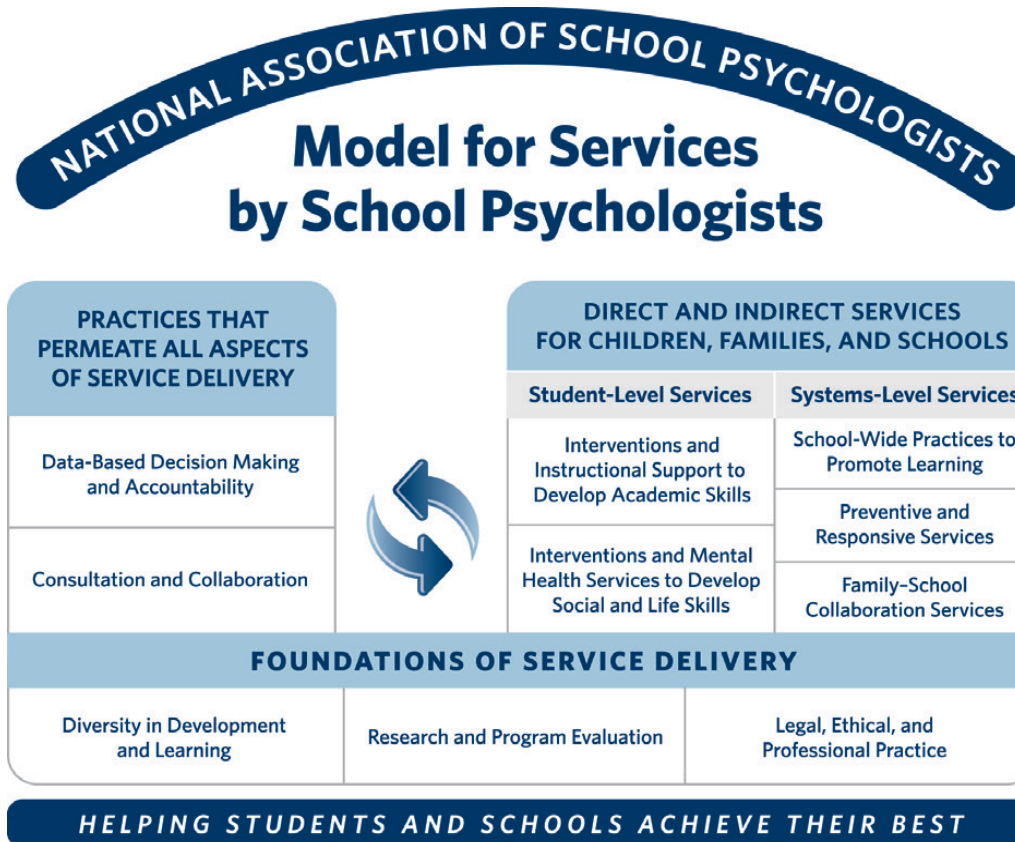 NATIONAL ASSOCIATION OF SCHOOL PSYCHOLOGISTS
Model for Services
by School Psychologists
PRACTICES THAT
PERMEATE ALL ASPECTS
OF SERVICE DELIVERY
Data-Based Decision Making
and Accountability
Consultation and Collaboration
DIRECT AND INDIRECT SERVICES
FOR CHILDREN, FAMILIES, AND SCHOOLS
Student-Level Services
Interventions and
Instructional Support to
Develop Academic Skills
Interventions and Mental
Health Services to Develop
Social and Life Skills
Systems-Level Services
School-Wide Practices to
Promote Learning
Preventive and
Responsive Services
Family–School
Collaboration Services
FOUNDATIONS OF SERVICE DELIVERY
Diversity in Development
and Learning
Research and Program Evaluation
Legal, Ethical, and
Professional Practice
HELPING STUDENTS AND SCHOOLS ACHIEVE THEIR BEST